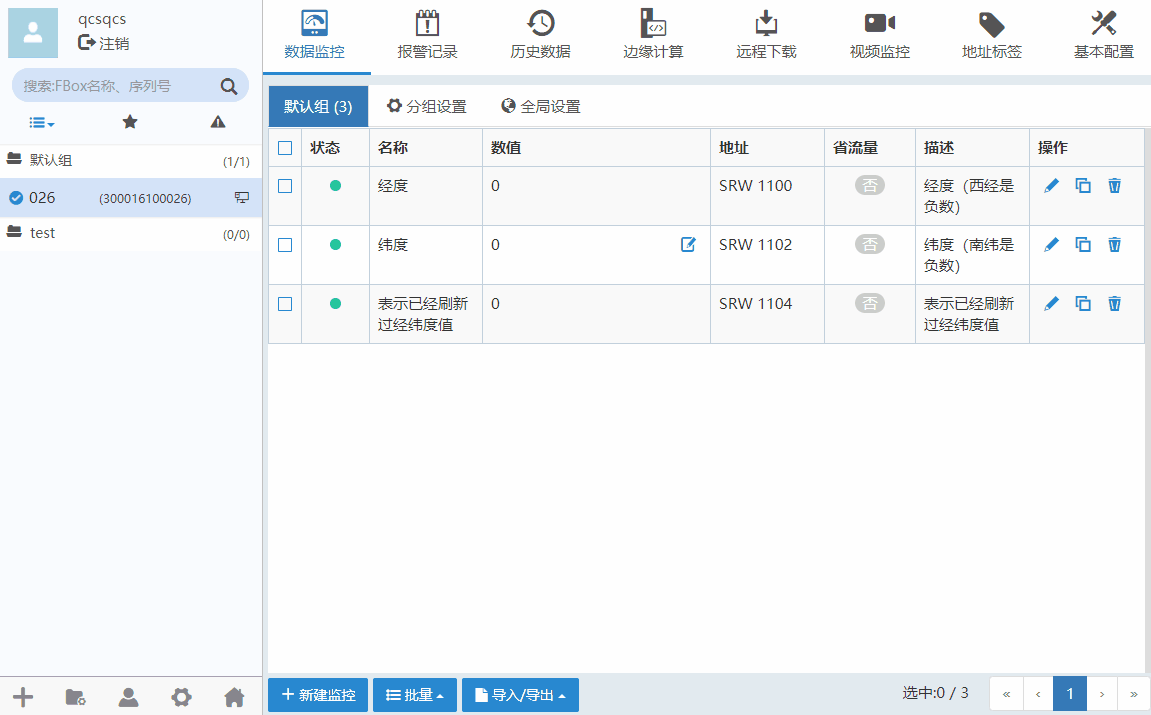 qcsqcs
注销
搜索:FBox名称、序列号
默认组 (1/1)
026 (300016100026)
test (0/0)
数据监控 报警记录 历史数据 边缘计算 远程下载 视频监控 地址标签 基本配置
默认组 (3) 分组设置 全局设置
状态 名称 数值 地址 省流量 描述 操作
经度 0 SRW 1100 否 经度（西经是
负数）
纬度 0 SRW 1102 否 纬度（南纬是
负数）
表示已经刷新 0 SRW 1104 否 表示已经刷新
过经纬度值 过经纬度值
新建监控 批量 导入/导出 选中:0 / 3 « ‹ 1 › »